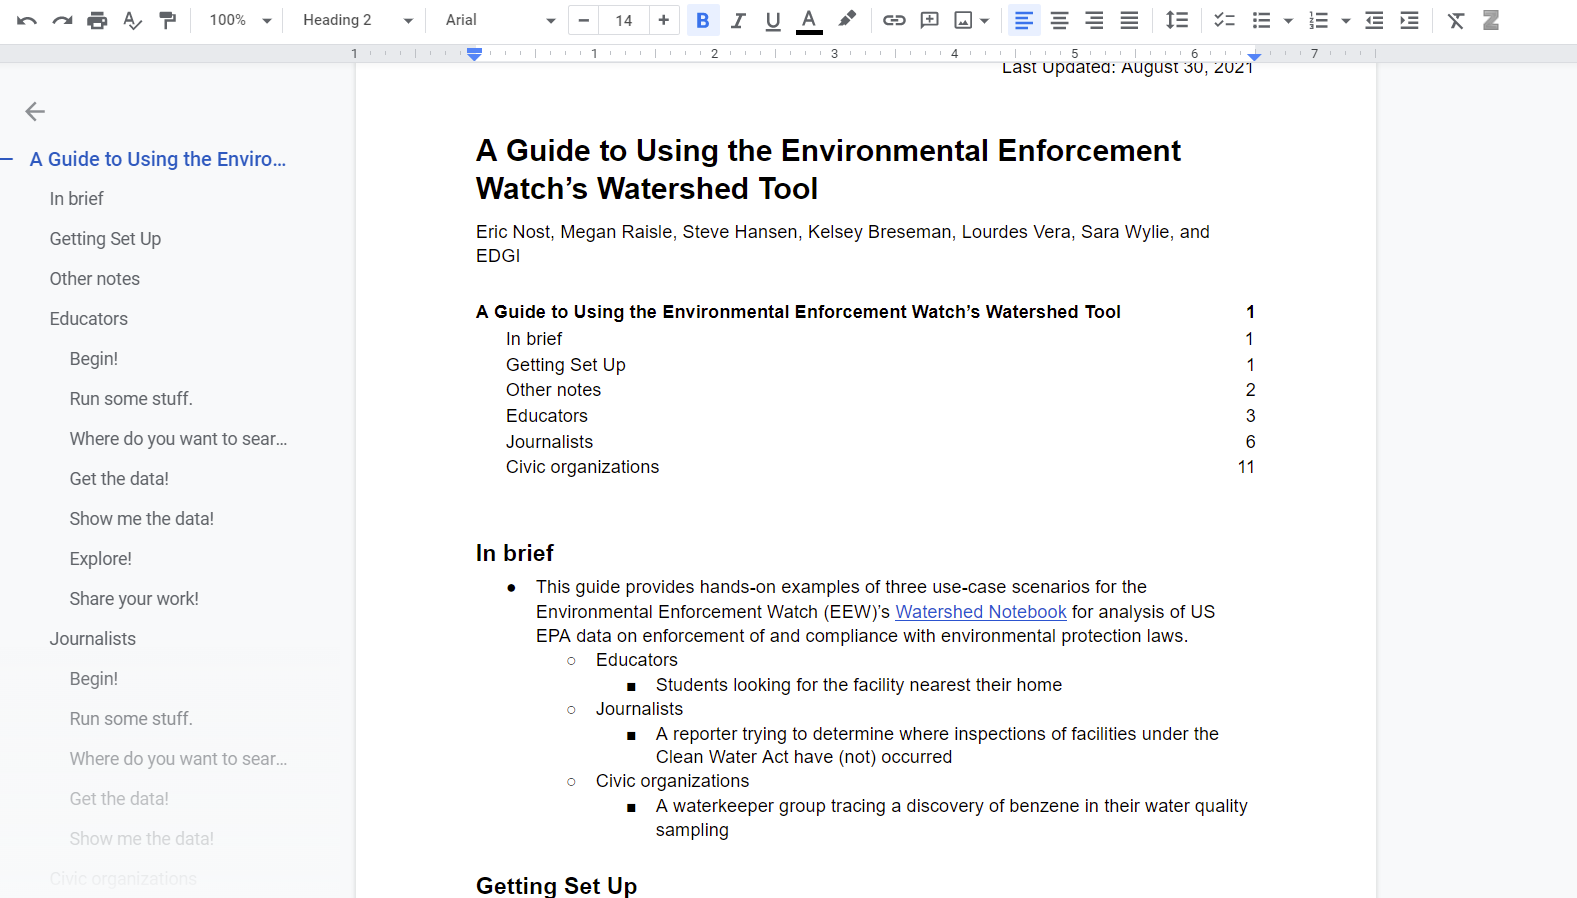 100% Heading 2 Arial 14 B I U A
1 1 2 3 4 5 6 7
Last Updated: August 30, 2021
A Guide to Using the Enviro...
In brief
Getting Set Up
Other notes
Educators
Begin!
Run some stuff.
Where do you want to sear...
Get the data!
Show me the data!
Explore!
Share your work!
Journalists
Begin!
Run some stuff.
Where do you want to sear...
Get the data!
Show me the data!
Civic organizations
A Guide to Using the Environmental Enforcement
Watch’s Watershed Tool
Eric Nost, Megan Raisle, Steve Hansen, Kelsey Breseman, Lourdes Vera, Sara Wylie, and
EDGI
A Guide to Using the Environmental Enforcement Watch’s Watershed Tool 1
In brief 1
Getting Set Up 1
Other notes 2
Educators 3
Journalists 6
Civic organizations 11
In brief
● This guide provides hands-on examples of three use-case scenarios for the
Environmental Enforcement Watch (EEW)’s Watershed Notebook for analysis of US
EPA data on enforcement of and compliance with environmental protection laws.
○ Educators
■ Students looking for the facility nearest their home
○ Journalists
■ A reporter trying to determine where inspections of facilities under the
Clean Water Act have (not) occurred
○ Civic organizations
■ A waterkeeper group tracing a discovery of benzene in their water quality
sampling
Getting Set Up